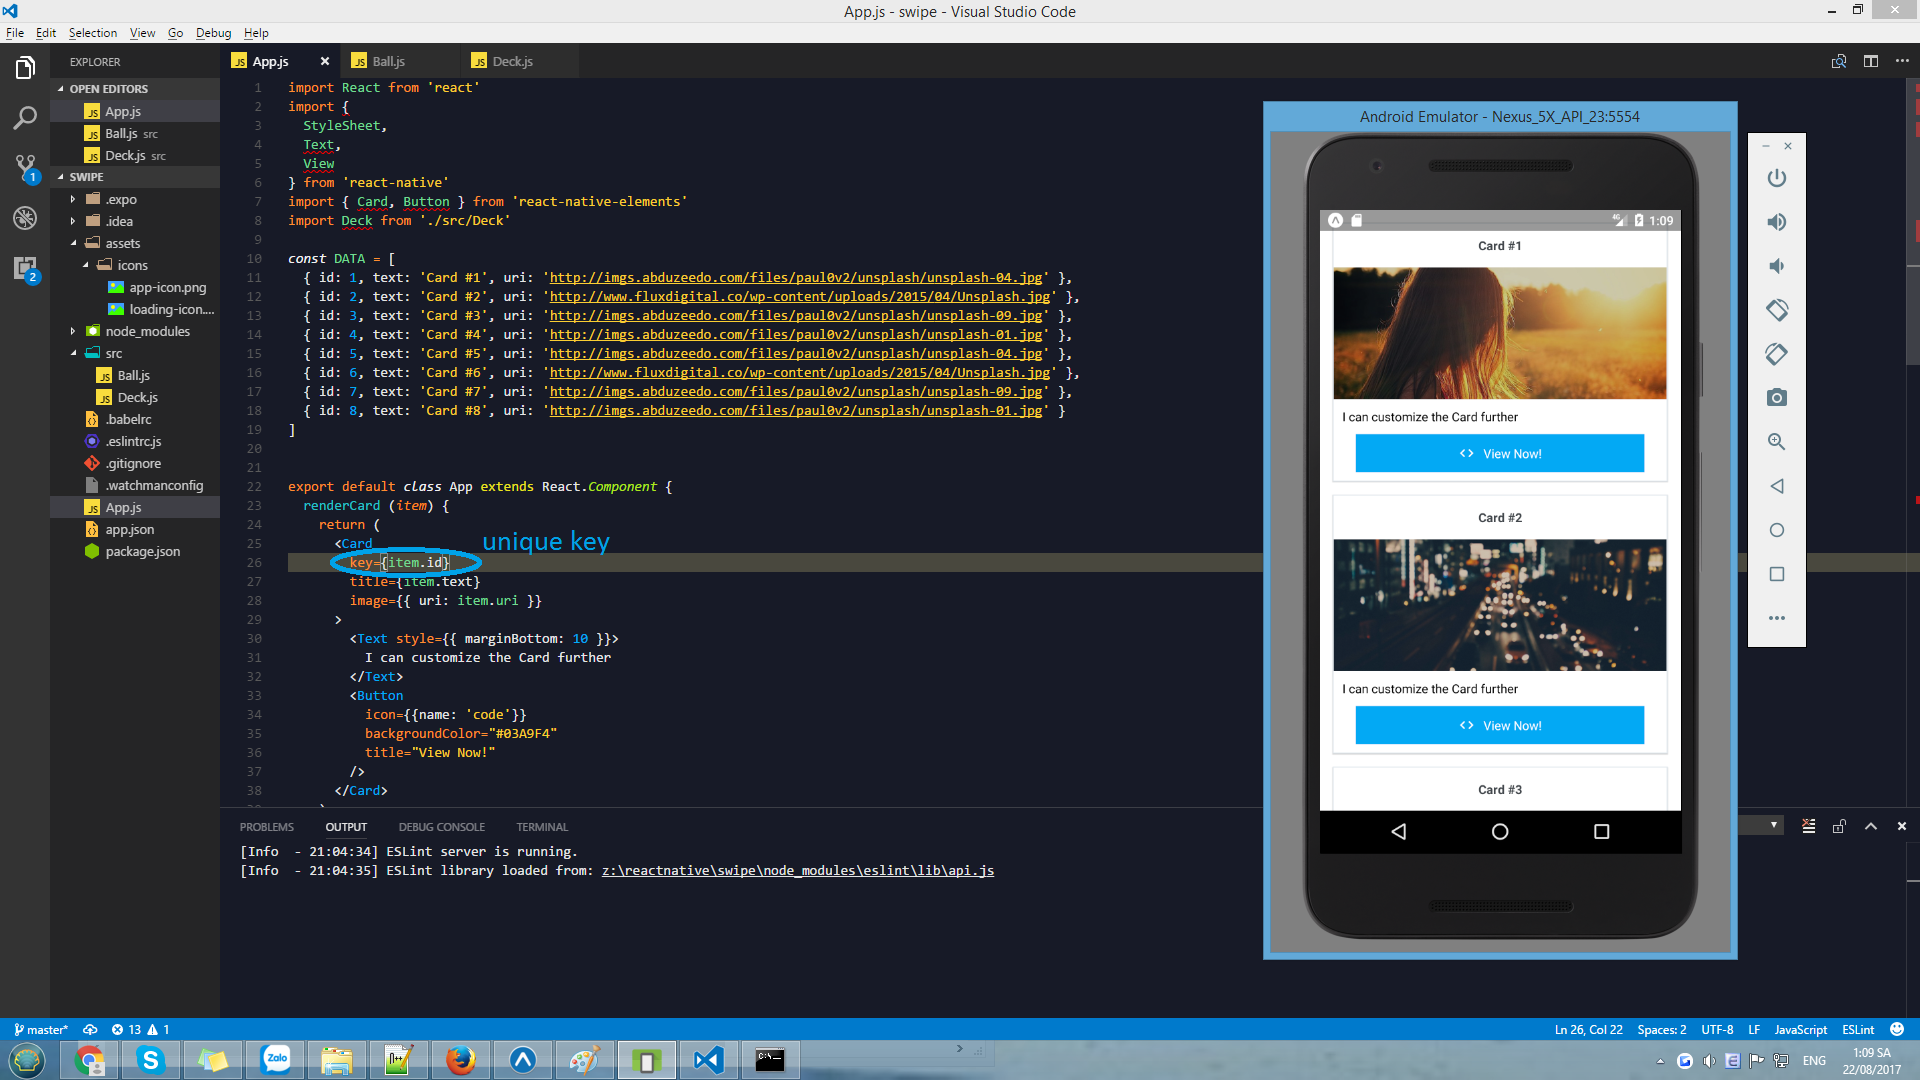 App.js - swipe - Visual Studio Code
File Edit Selection View Go Debug Help
EXPLORER
OPEN EDITORS
JS App.js
JS Ball.js src
JS Deck.js src
SWIPE
.expo
.idea
assets
icons
app-icon.png
loading-icon....
node_modules
src
JS Ball.js
JS Deck.js
.babelrc
.eslintrc.js
.gitignore
.watchmanconfig
JS App.js
app.json
package.json
1
2
JS App.js JS Ball.js JS Deck.js
1 import React from 'react'
2 import {
3 StyleSheet,
4 Text,
5 View
6 } from 'react-native'
7 import { Card, Button } from 'react-native-elements'
8 import Deck from './src/Deck'
9
10 const DATA = [
11 { id: 1, text: 'Card #1', uri: 'http://imgs.abduzeedo.com/files/paul0v2/unsplash/unsplash-04.jpg' },
12 { id: 2, text: 'Card #2', uri: 'http://www.fluxdigital.co/wp-content/uploads/2015/04/Unsplash.jpg' },
13 { id: 3, text: 'Card #3', uri: 'http://imgs.abduzeedo.com/files/paul0v2/unsplash/unsplash-09.jpg' },
14 { id: 4, text: 'Card #4', uri: 'http://imgs.abduzeedo.com/files/paul0v2/unsplash/unsplash-01.jpg' },
15 { id: 5, text: 'Card #5', uri: 'http://imgs.abduzeedo.com/files/paul0v2/unsplash/unsplash-04.jpg' },
16 { id: 6, text: 'Card #6', uri: 'http://www.fluxdigital.co/wp-content/uploads/2015/04/Unsplash.jpg' },
17 { id: 7, text: 'Card #7', uri: 'http://imgs.abduzeedo.com/files/paul0v2/unsplash/unsplash-09.jpg' },
18 { id: 8, text: 'Card #8', uri: 'http://imgs.abduzeedo.com/files/paul0v2/unsplash/unsplash-01.jpg' }
19 ]
20
21
22 export default class App extends React.Component {
23 renderCard (item) {
24 return (
25 <Card
unique key
26 key={item.id}
27 title={item.text}
28 image={{ uri: item.uri }}
29 >
30 <Text style={{ marginBottom: 10 }}>
31 I can customize the Card further
32 </Text>
33 <Button
34 icon={{name: 'code'}}
35 backgroundColor="#03A9F4"
36 title="View Now!"
37 />
38 </Card>
Android Emulator - Nexus_5X_API_23:5554
4G 1:09
Card #1
I can customize the Card further
<> View Now!
Card #2
I can customize the Card further
<> View Now!
Card #3
PROBLEMS OUTPUT DEBUG CONSOLE TERMINAL
[Info - 21:04:34] ESLint server is running.
[Info - 21:04:35] ESLint library loaded from: z:\reactnative\swipe\node_modules\eslint\lib\api.js
master* 13 1
Ln 26, Col 22 Spaces: 2 UTF-8 LF JavaScript ESLint
Zalo
ENG
1:09 SA
22/08/2017